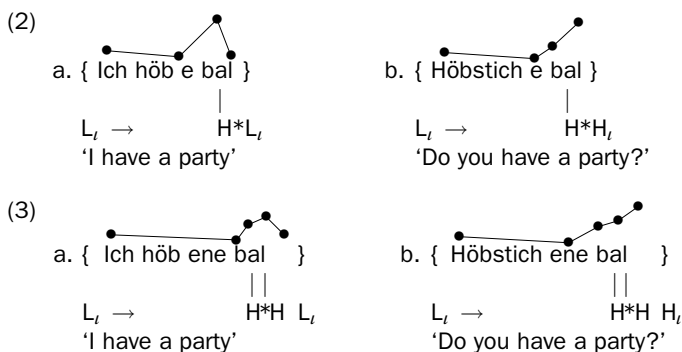 (2)
a. { Ich höb e bal } b. { Höbstich e bal }
Lι → H*Lι Lι → H*Hι
‘I have a party’ ‘Do you have a party?’
(3)
a. { Ich höb ene bal } b. { Höbstich ene bal }
Lι → H*H Lι Lι → H*H Hι
‘I have a party’ ‘Do you have a party?’